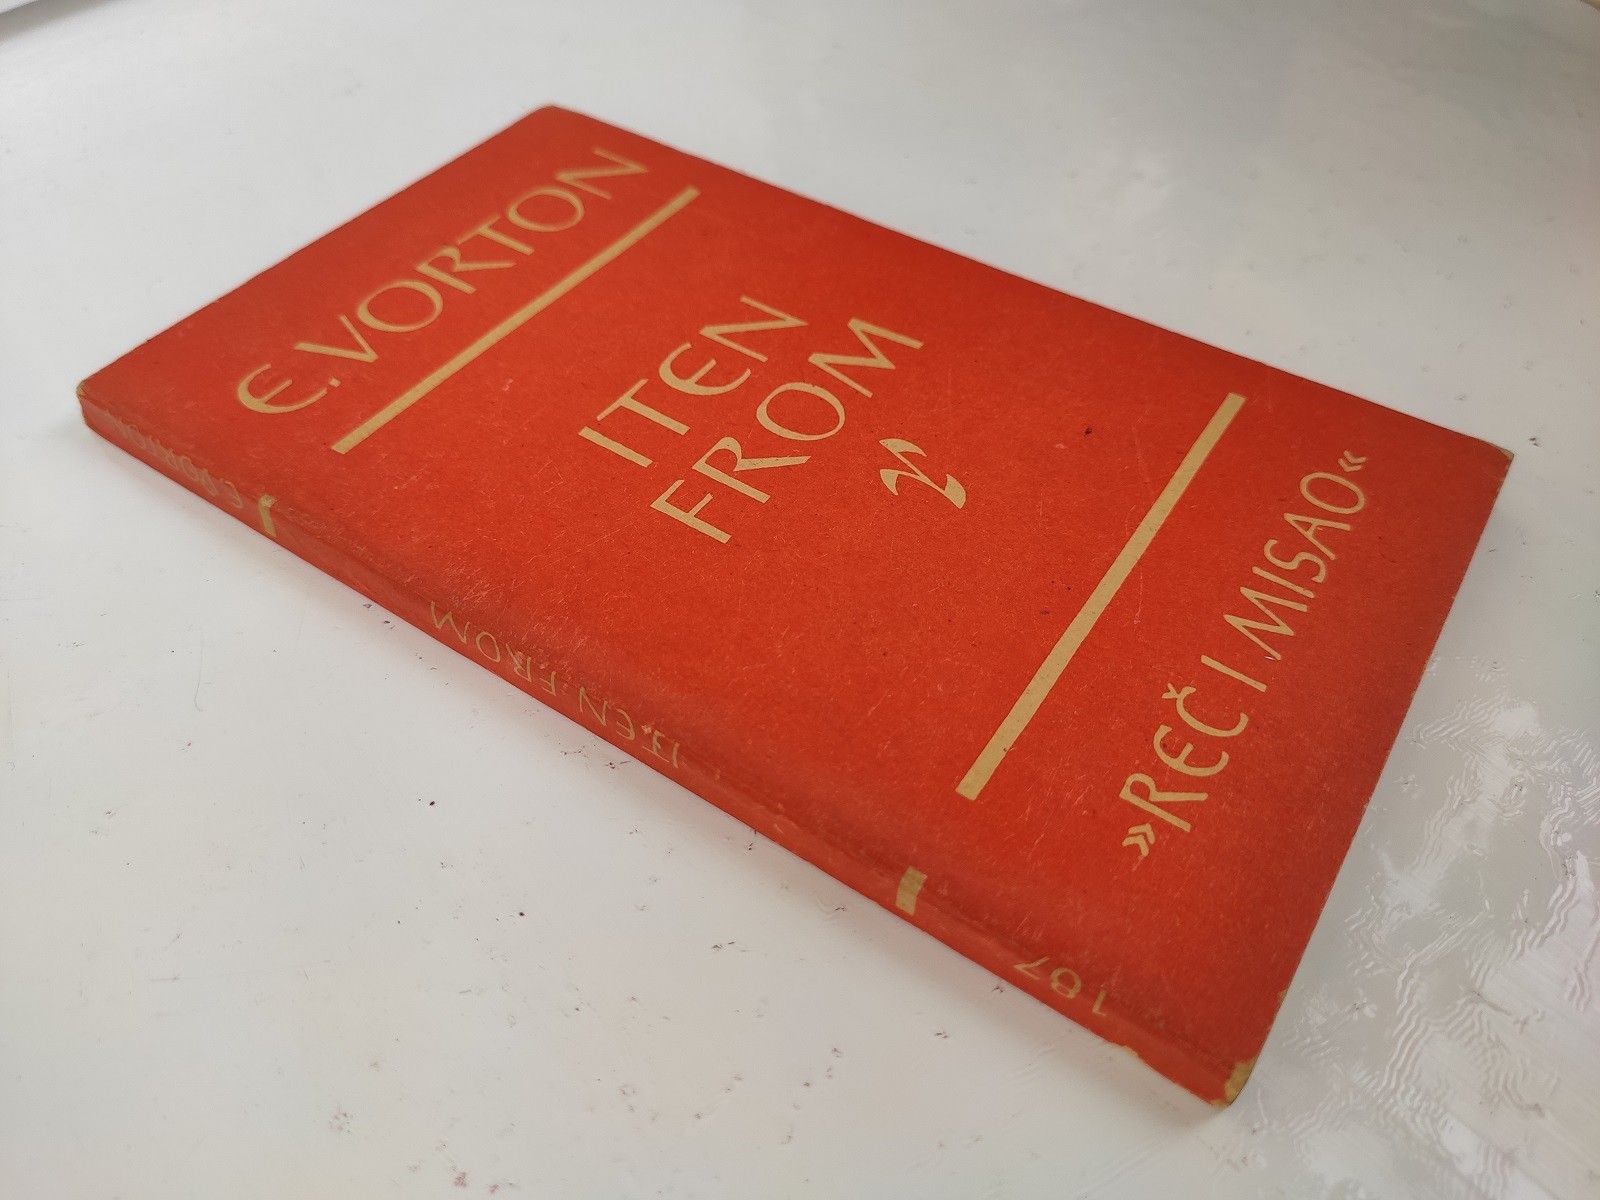 E. VORTON
ITEN
FROM
»REČ I MISAO«
E. VORTON
ITEN FROM
187